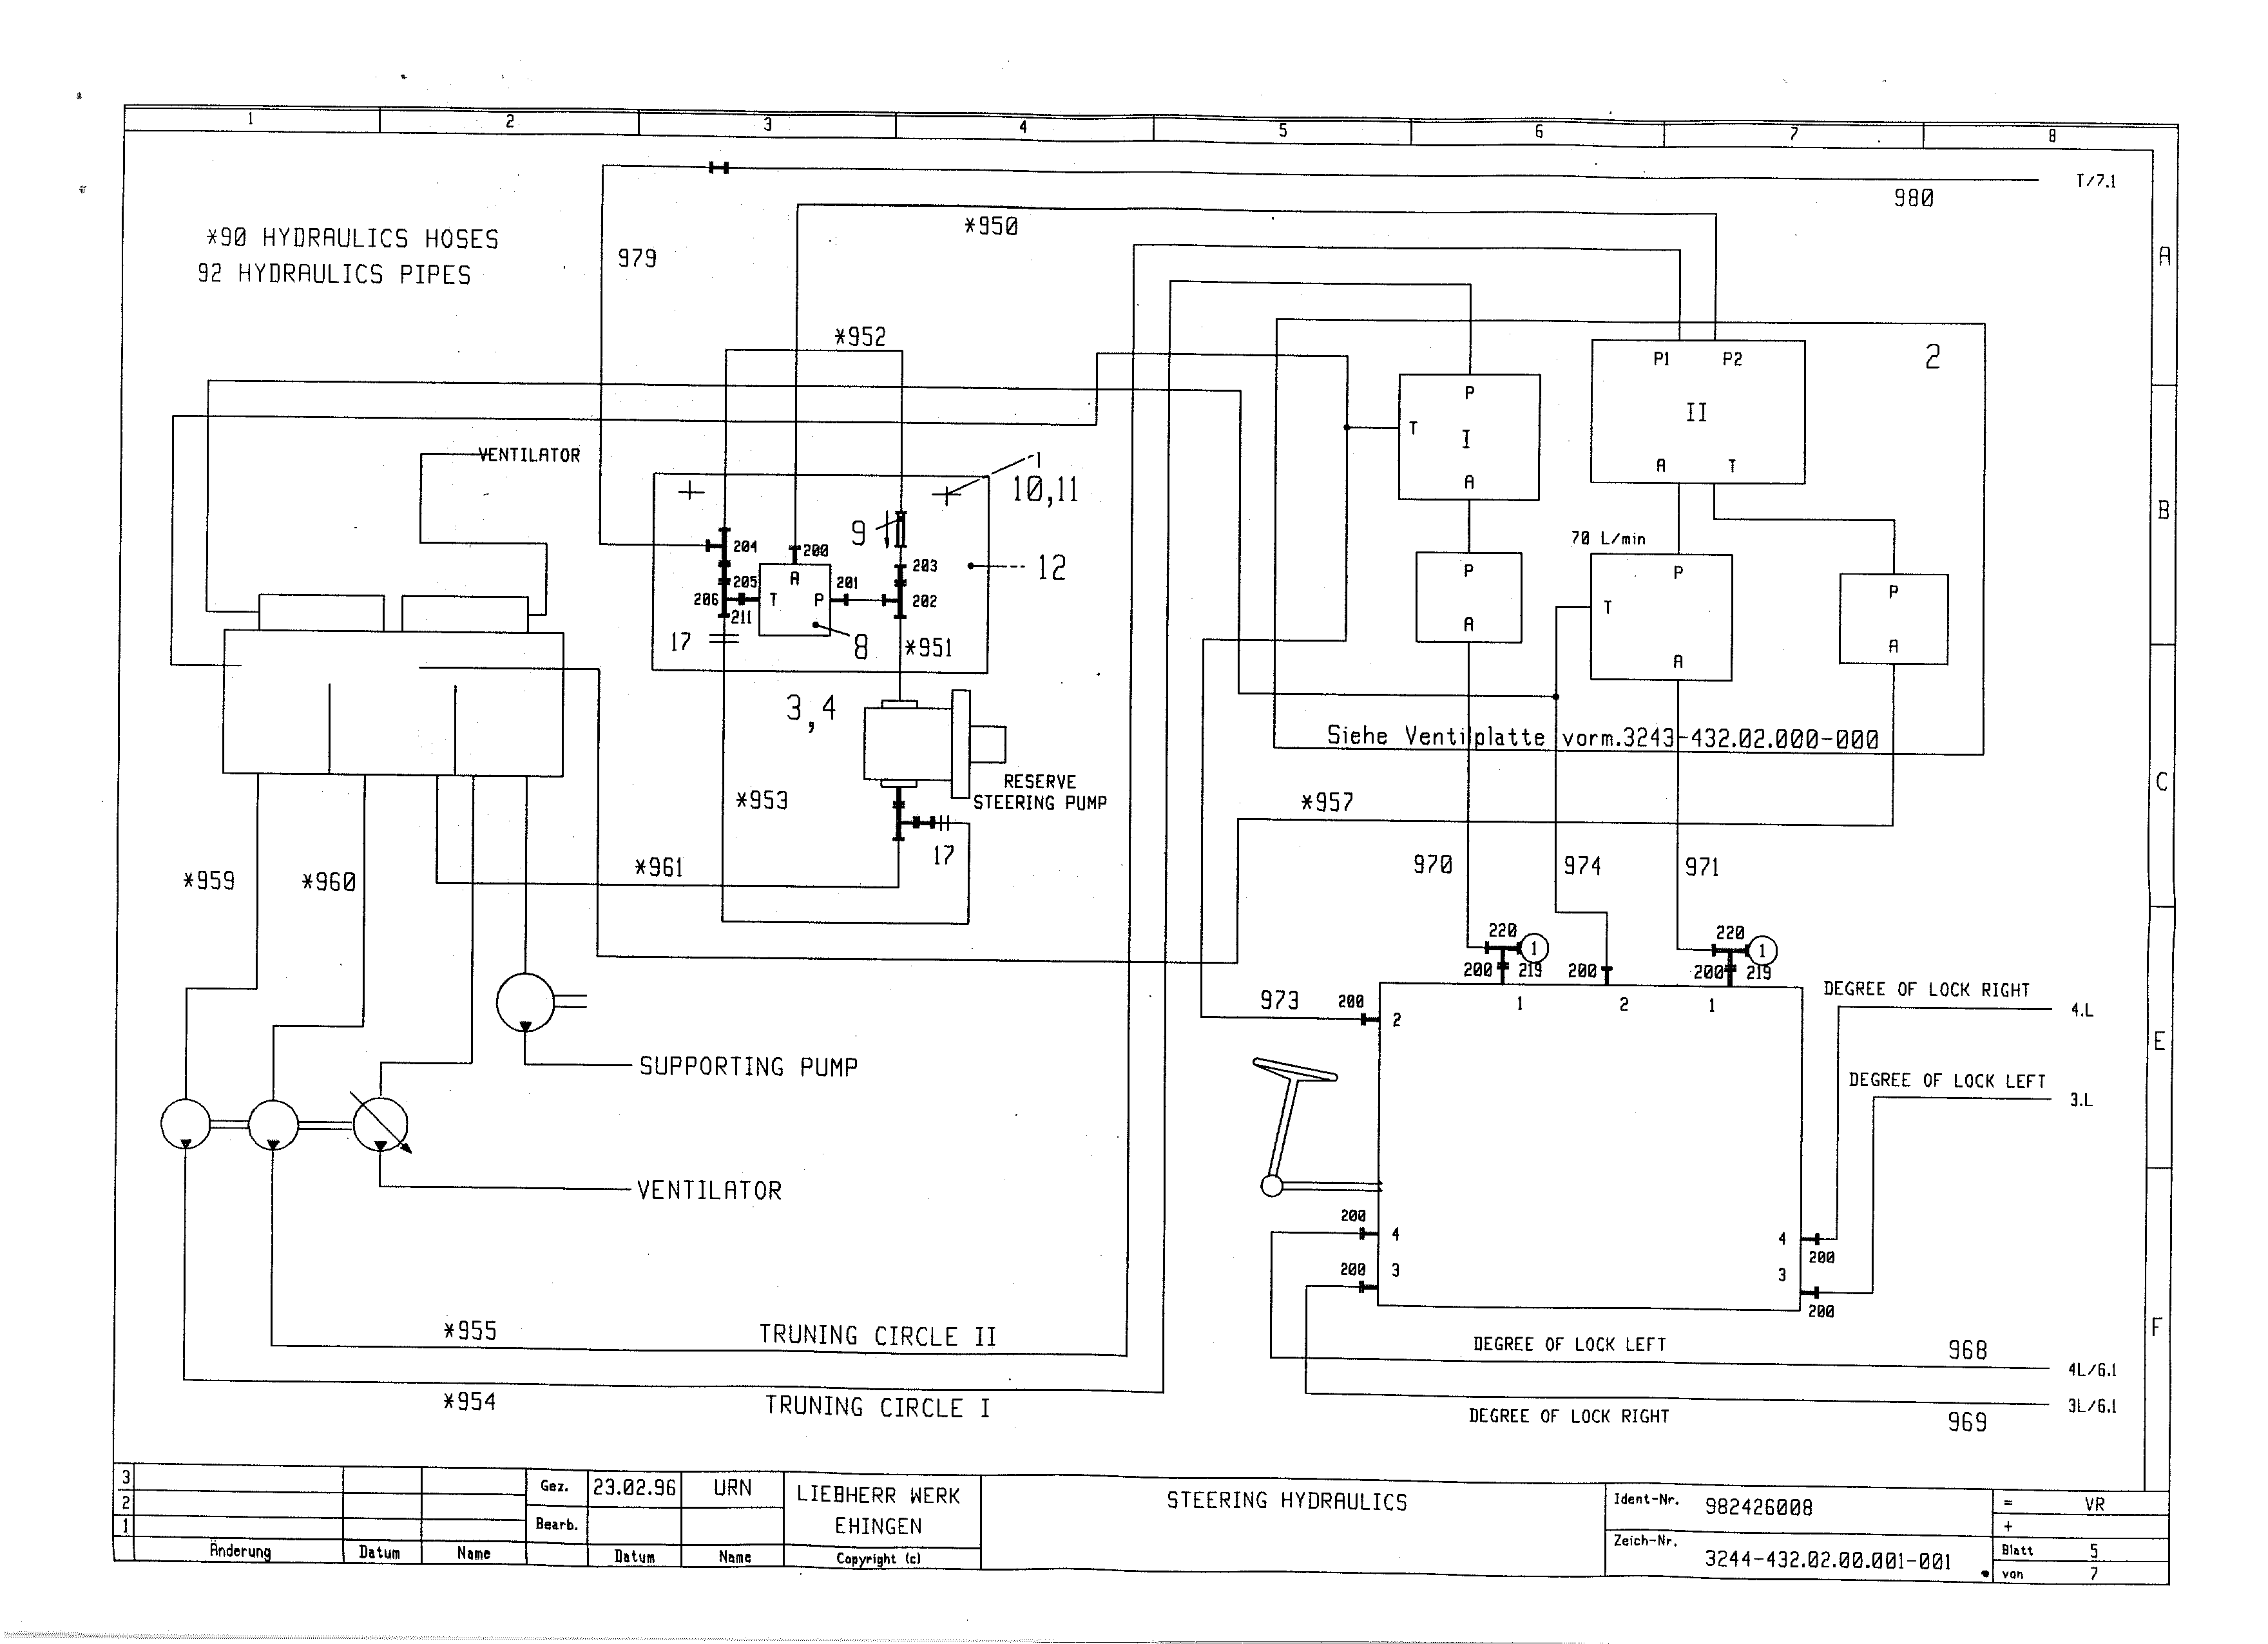 1 2 3 4 5 6 7 8
T/7.1
980
*950
*90 HYDRAULICS HOSES
92 HYDRAULICS PIPES
979
A
*952
P1 P2
2
II
A T
P
T
I
A
VENTILATOR
1
10,11
9
204
200
203
12
B
70 L/min
205
A
201
206
T
P
202
211
17
8
*951
P
A
P
T
A
P
A
3,4
Siehe Ventilplatte vorm.3243-432.02.000-000
RESERVE
STEERING PUMP
C
*953
*957
17
*961
*959
*960
970
974
971
220
1
220
1
200
219
200
200
219
973
200
2
1
2
1
DEGREE OF LOCK RIGHT
4.L
E
SUPPORTING PUMP
DEGREE OF LOCK LEFT
3.L
VENTILATOR
200
4
200
3
4
200
3
200
*955
TRUNING CIRCLE II
F
DEGREE OF LOCK LEFT
968
4L/6.1
*954
TRUNING CIRCLE I
DEGREE OF LOCK RIGHT
969
3L/6.1
3
2
1
Änderung
Datum
Name
Gez.
23.02.96
URN
Bearb.
Datum
Name
LIEBHERR WERK
EHINGEN
Copyright (c)
STEERING HYDRAULICS
Ident-Nr. 982426008
Zeich-Nr. 3244-432.02.00.001-001
= VR
+
Blatt 5
von 7